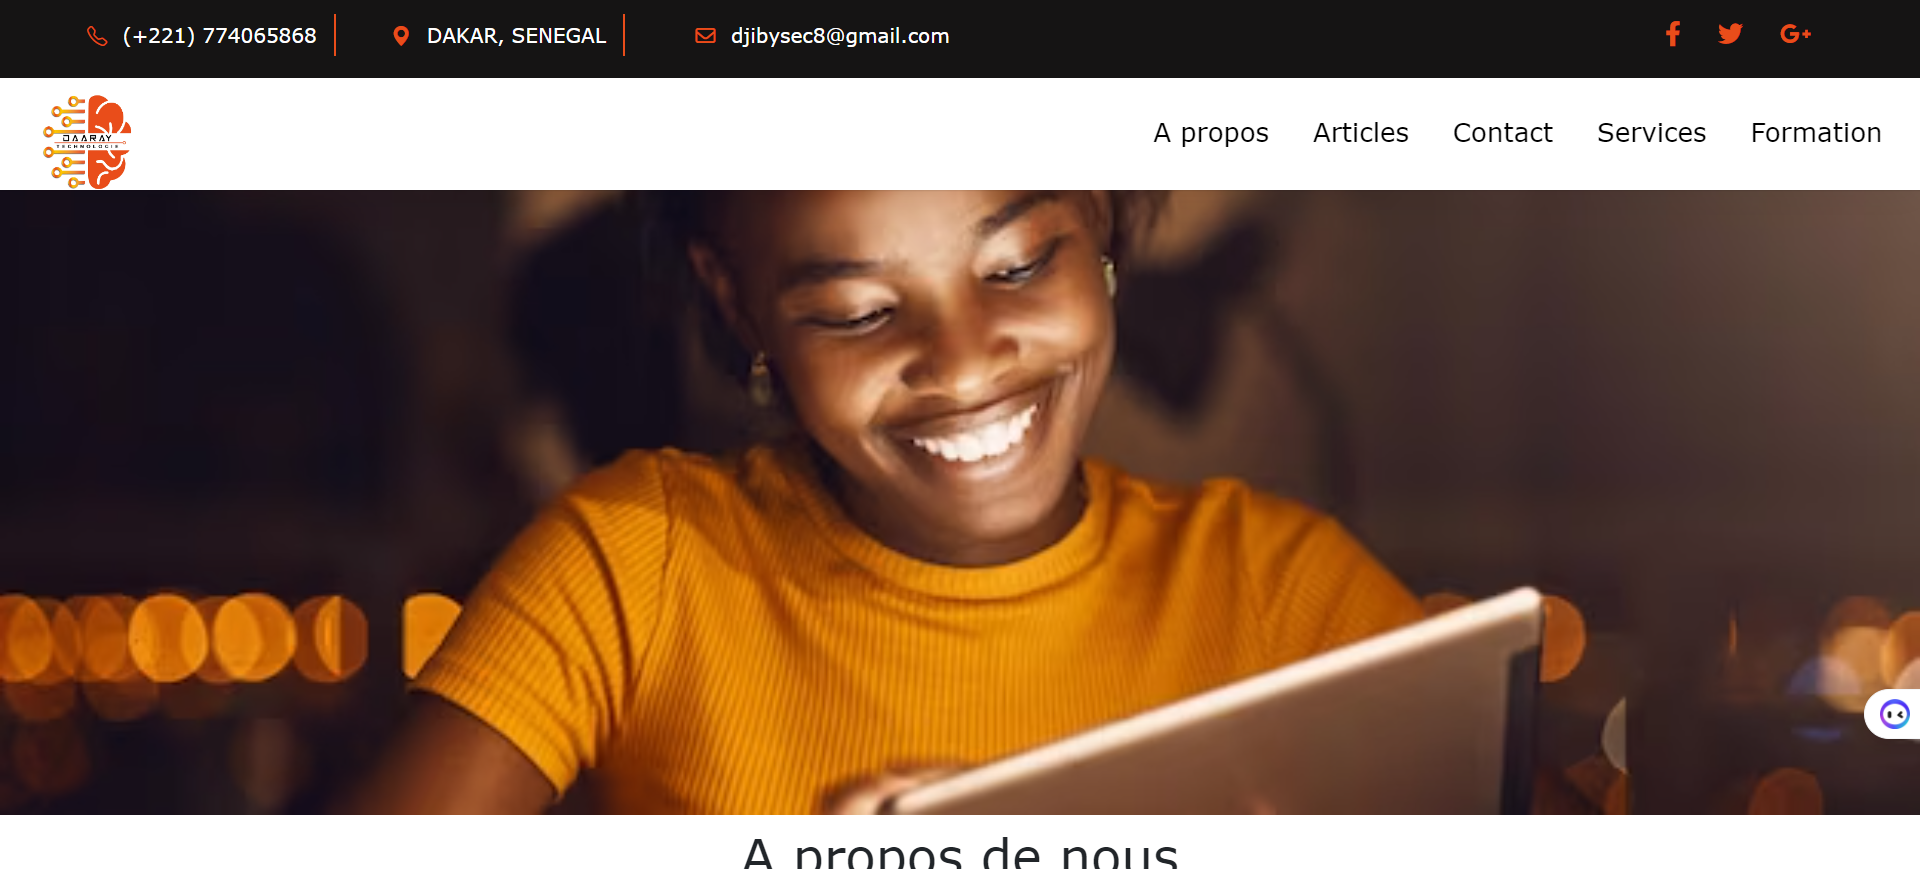 (+221) 774065868
DAKAR, SENEGAL
djibysec8@gmail.com
DAARAY
TECHNOLOGIE
A propos
Articles
Contact
Services
Formation
A propos de nous